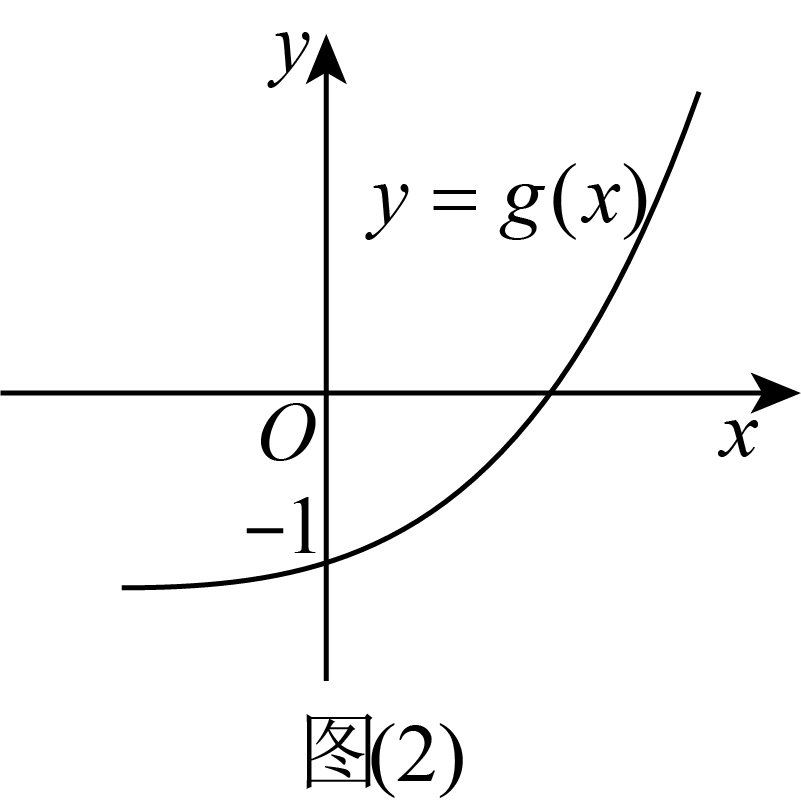 y
y = g(x)
O
x
−1
图(2)